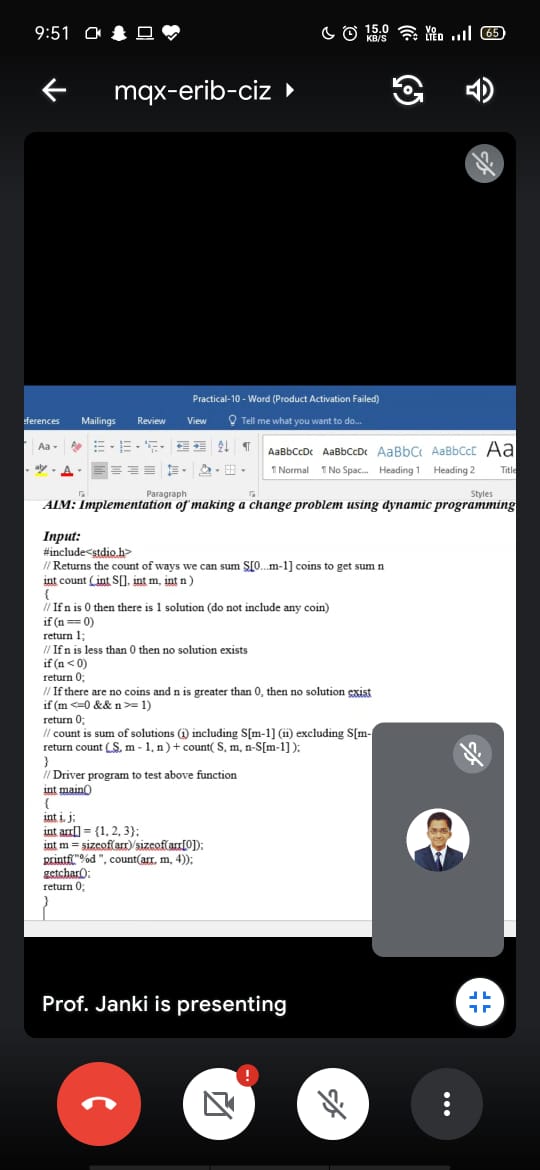 9:51
15.0
KB/S
Vo
LTED
65
mqx-erib-ciz
Practical-10 - Word (Product Activation Failed)
eferences Mailings Review View Tell me what you want to do...
Aa
AaBbCcDc AaBbCcDc AaBbCc AaBbCcC Aa
¶ Normal ¶ No Spac... Heading 1 Heading 2 Title
Paragraph Styles
AIM: Implementation of making a change problem using dynamic programming
Input:
#include<stdio.h>
// Returns the count of ways we can sum S[0...m-1] coins to get sum n
int count ( int S[], int m, int n )
{
// If n is 0 then there is 1 solution (do not include any coin)
if (n == 0)
return 1;
// If n is less than 0 then no solution exists
if (n < 0)
return 0;
// If there are no coins and n is greater than 0, then no solution exist
if (m <=0 && n >= 1)
return 0;
// count is sum of solutions (i) including S[m-1] (ii) excluding S[m-
return count ( S, m - 1, n ) + count( S, m, n-S[m-1] );
}
// Driver program to test above function
int main()
{
int i, j;
int arr[] = {1, 2, 3};
int m = sizeof(arr)/sizeof(arr[0]);
printf("%d ", count(arr, m, 4));
getchar();
return 0;
}
Prof. Janki is presenting